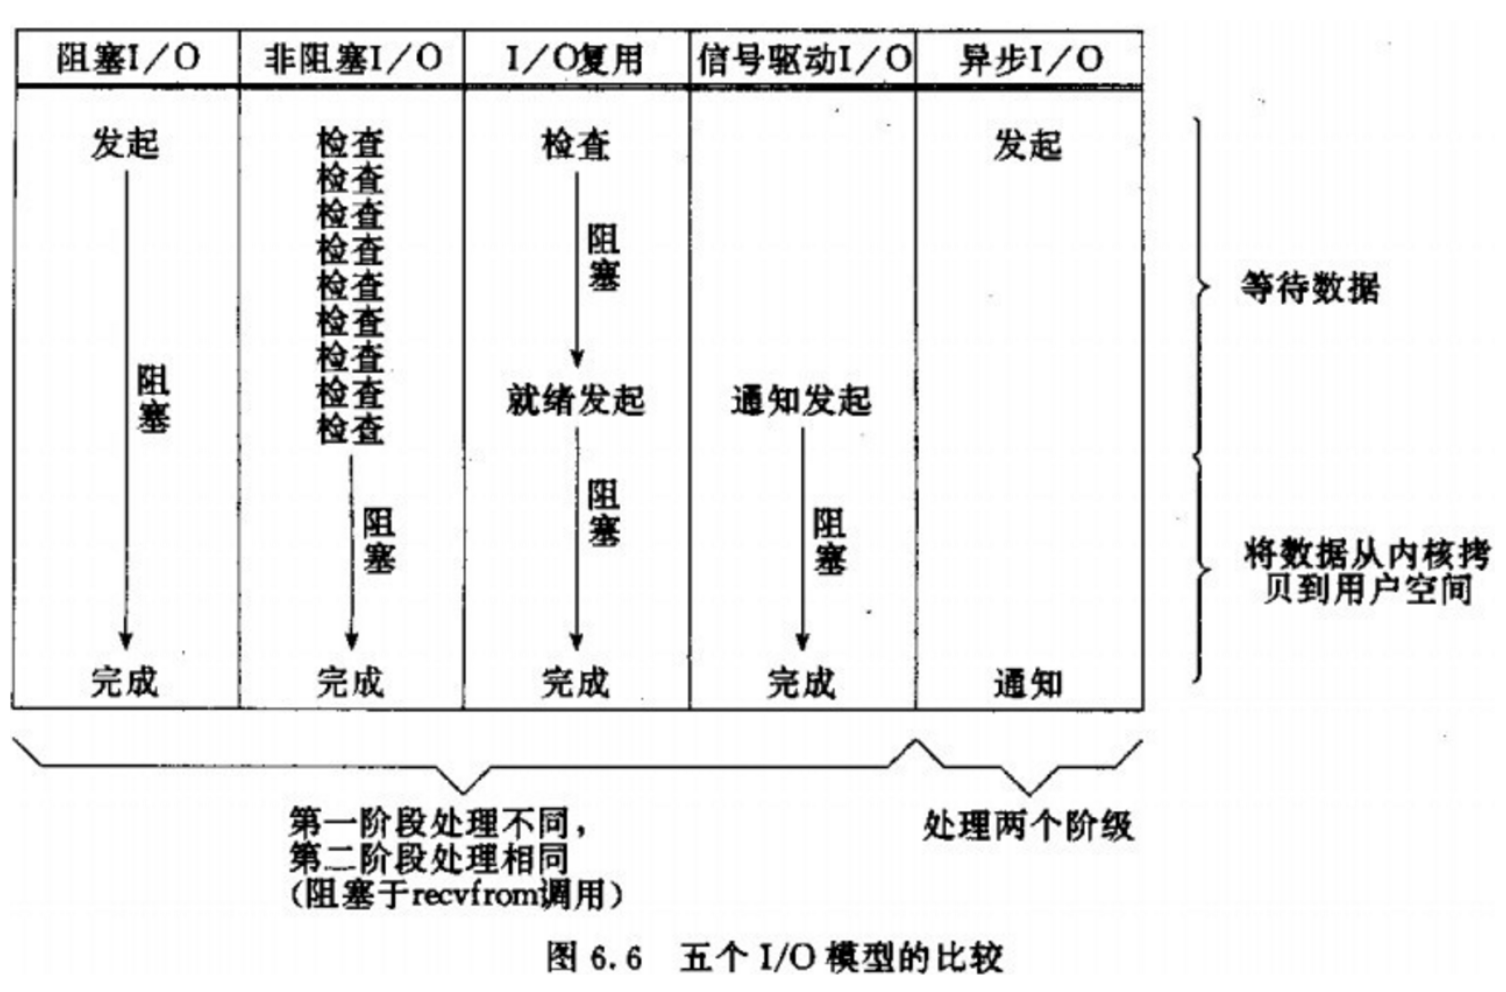 阻塞I/O 非阻塞I/O I/O复用 信号驱动I/O 异步I/O
发起 检查 检查 发起
检查
检查
检查
检查
检查
检查
检查
检查
阻塞
阻塞
等待数据
阻塞
就绪发起 通知发起
阻塞
阻塞
阻塞
将数据从内核拷
贝到用户空间
完成 完成 完成 完成 通知
第一阶段处理不同,
第二阶段处理相同
(阻塞于recvfrom调用)
处理两个阶级
图 6.6 五个 I/O 模型的比较